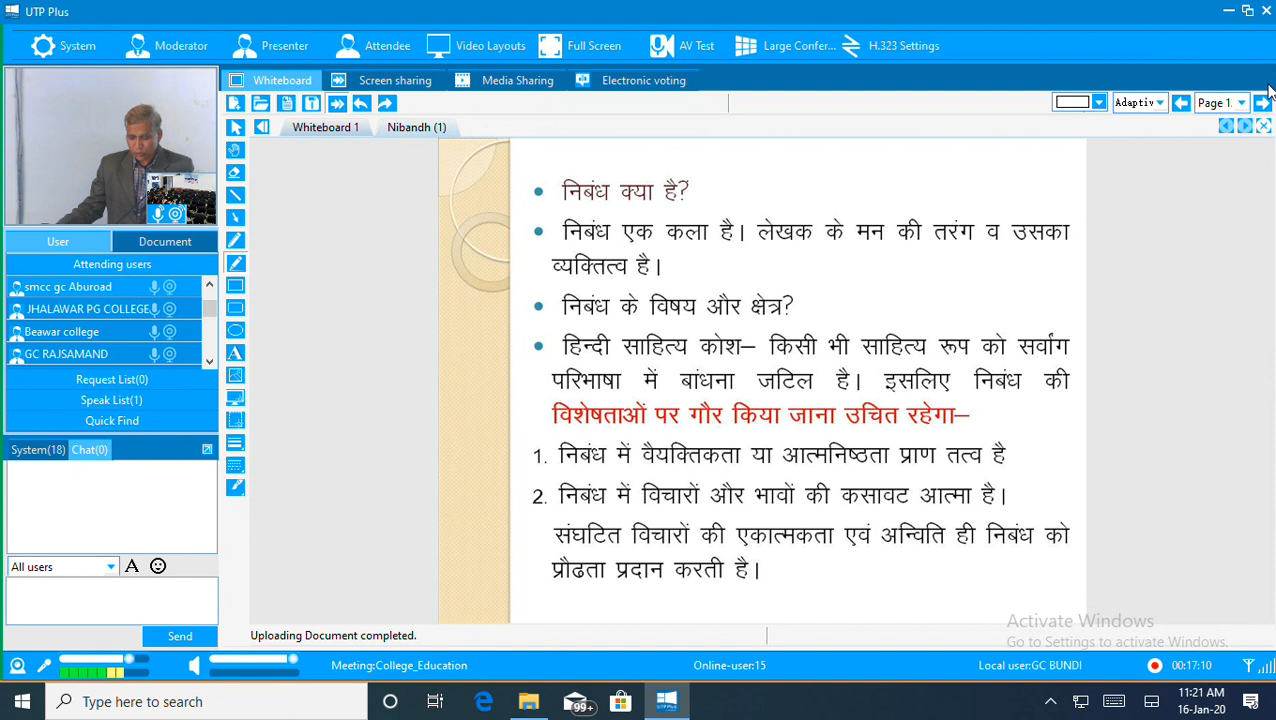 UTP Plus
System Moderator Presenter Attendee Video Layouts Full Screen AV Test Large Confer... H.323 Settings
Whiteboard Screen sharing Media Sharing Electronic voting
Adaptiv Page 1.
Whiteboard 1 Nibandh (1)
User Document
Attending users
smcc gc Aburoad
JHALAWAR PG COLLEGE,
Beawar college
GC RAJSAMAND
Request List(0)
Speak List(1)
Quick Find
System(18) Chat(0)
All users A
Send
निबंध क्या है?
निबंध एक कला है। लेखक के मन की तरंग व उसका
व्यक्तित्व है।
निबंध के विषय और क्षेत्र?
हिन्दी साहित्य कोश– किसी भी साहित्य रूप को सर्वांग
परिभाषा में बांधना जटिल है। इसलिए निबंध की
विशेषताओं पर गौर किया जाना उचित रहेगा–
1. निबंध में वैयक्तिकता या आत्मनिष्ठता प्राण तत्व है
2. निबंध में विचारों और भावों की कसावट आत्मा है।
संघटित विचारों की एकात्मकता एवं अन्विति ही निबंध को
प्रौढता प्रदान करती है।
Activate Windows
Go to Settings to activate Windows.
Uploading Document completed.
Meeting:College_Education Online-user:15 Local user:GC BUNDI 00:17:10
Type here to search 99+ 11:21 AM
16-Jan-20